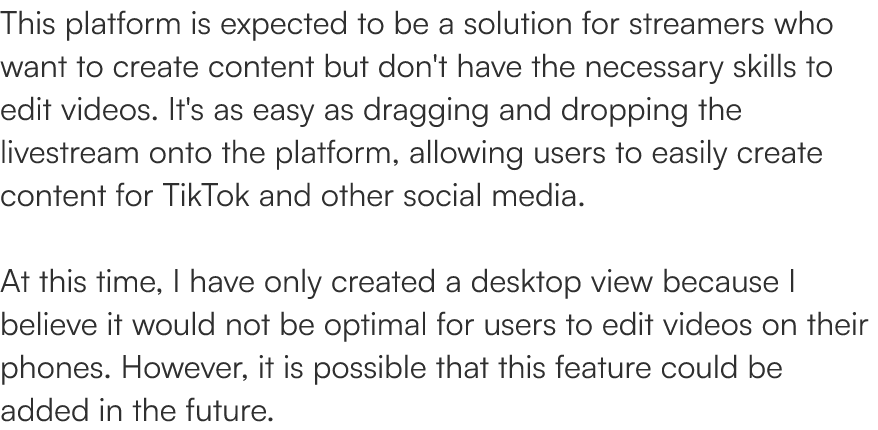 This platform is expected to be a solution for streamers who
want to create content but don't have the necessary skills to
edit videos. It's as easy as dragging and dropping the
livestream onto the platform, allowing users to easily create
content for TikTok and other social media.
At this time, I have only created a desktop view because I
believe it would not be optimal for users to edit videos on their
phones. However, it is possible that this feature could be
added in the future.